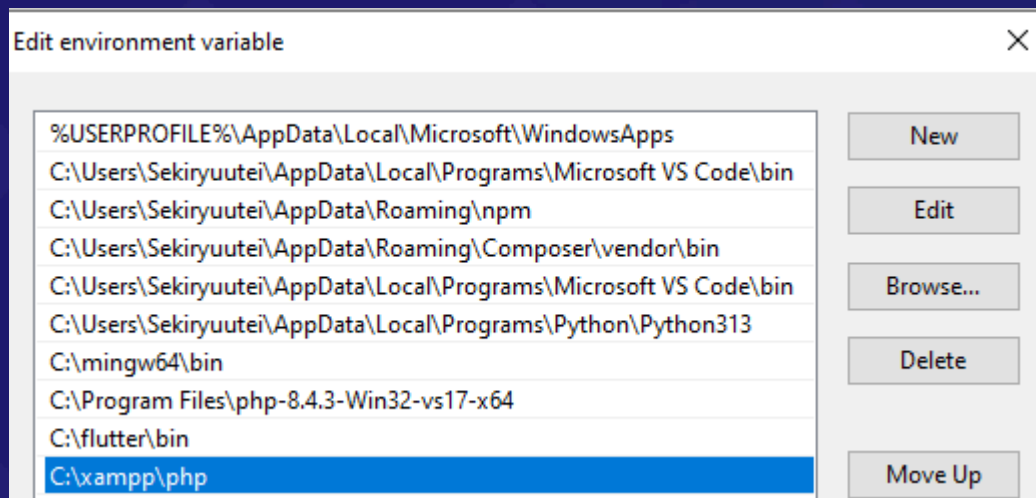 Edit environment variable
%USERPROFILE%\AppData\Local\Microsoft\WindowsApps
C:\Users\Sekiryuutei\AppData\Local\Programs\Microsoft VS Code\bin
C:\Users\Sekiryuutei\AppData\Roaming\npm
C:\Users\Sekiryuutei\AppData\Roaming\Composer\vendor\bin
C:\Users\Sekiryuutei\AppData\Local\Programs\Microsoft VS Code\bin
C:\Users\Sekiryuutei\AppData\Local\Programs\Python\Python313
C:\mingw64\bin
C:\Program Files\php-8.4.3-Win32-vs17-x64
C:\flutter\bin
C:\xampp\php
New
Edit
Browse...
Delete
Move Up